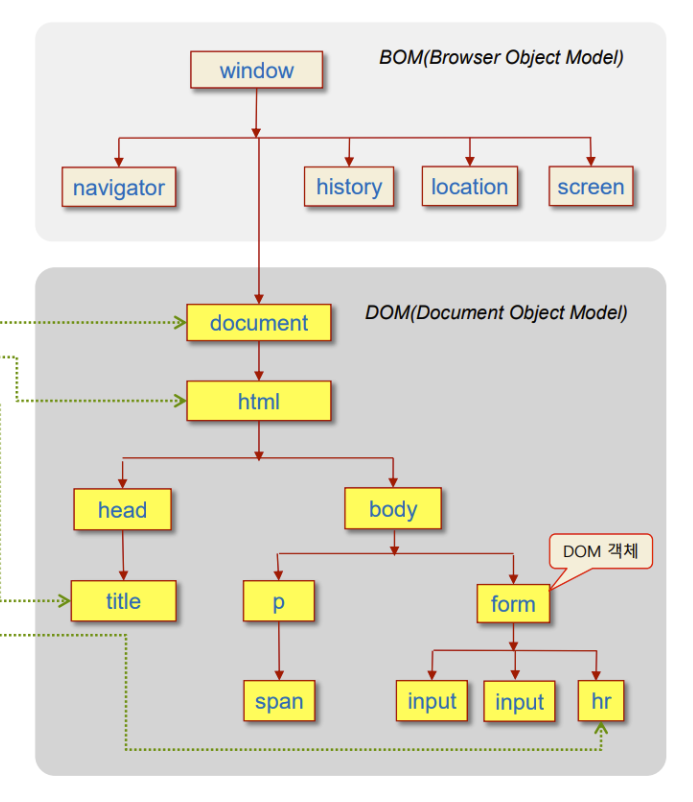 BOM(Browser Object Model)
window
navigator
history
location
screen
DOM(Document Object Model)
document
html
head
body
DOM 객체
title
p
form
span
input
input
hr